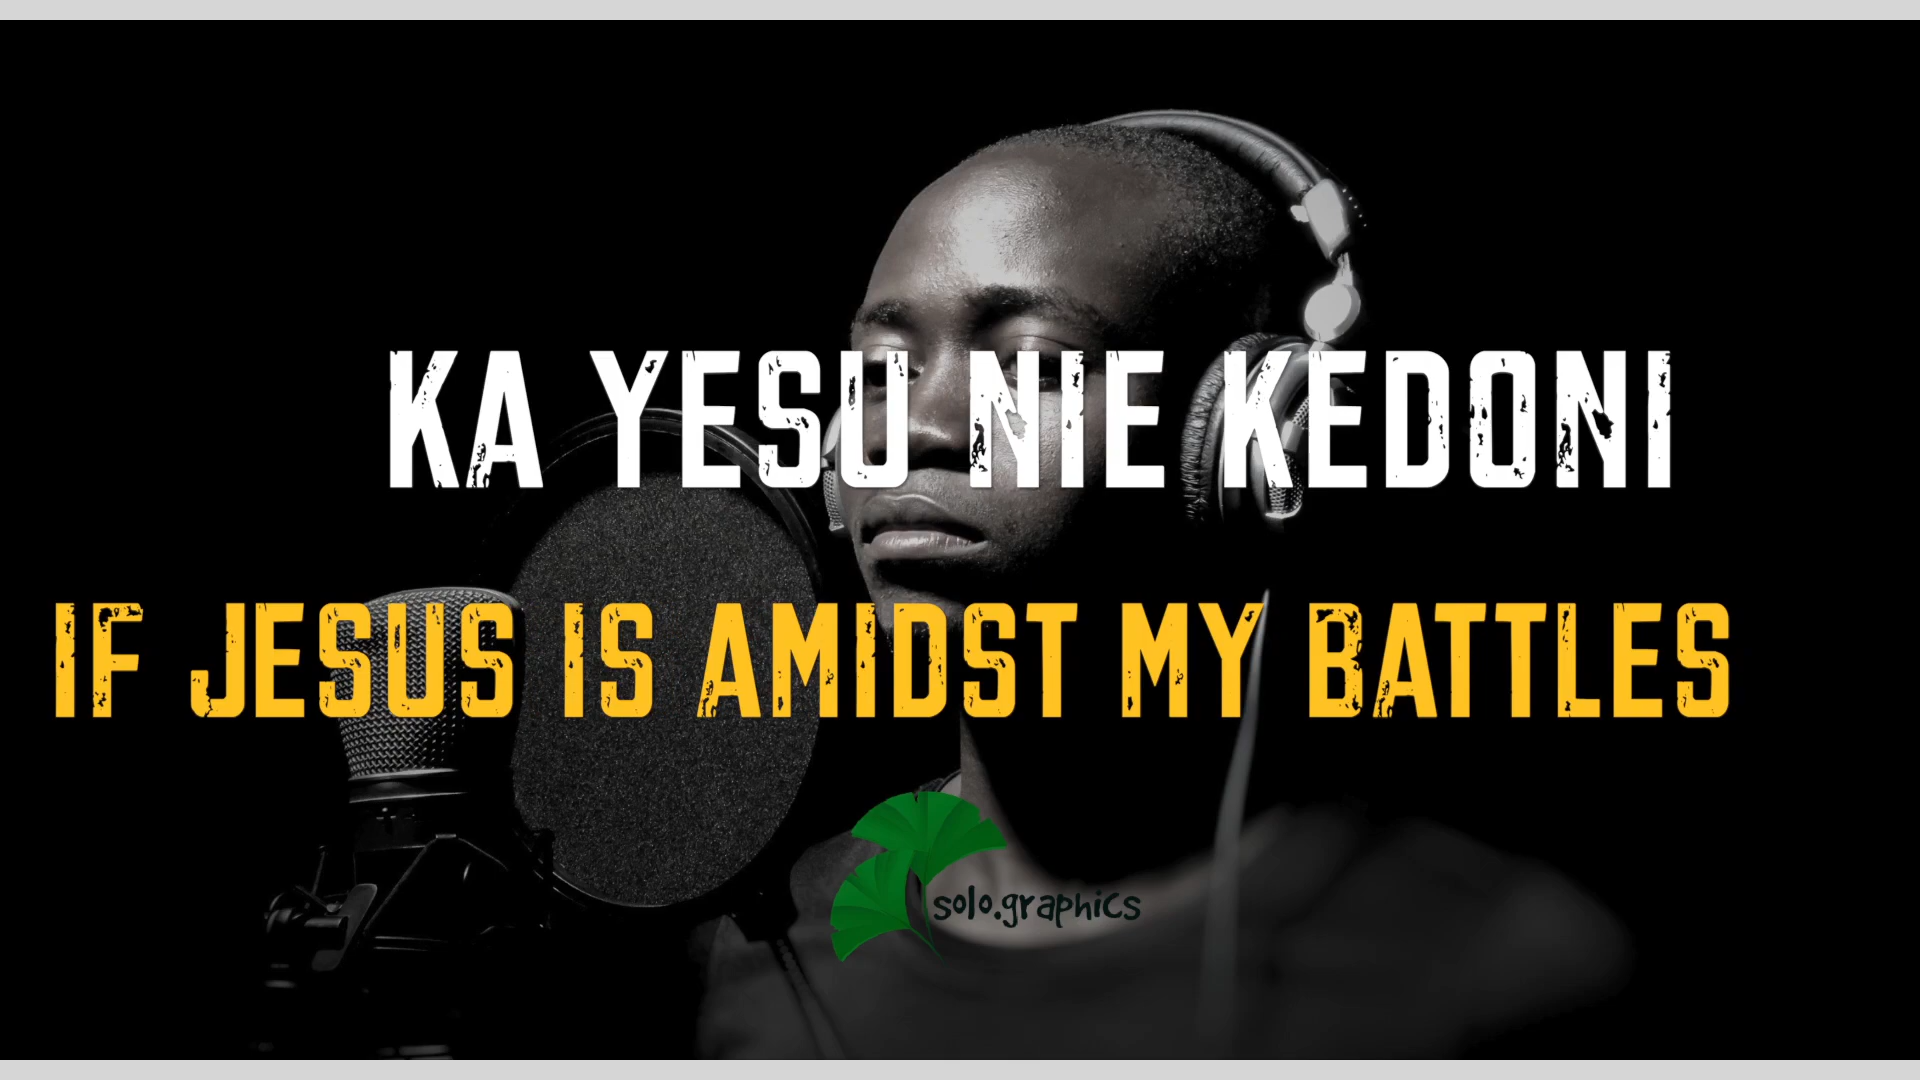 KA YESU NIE KEDONI
IF JESUS IS AMIDST MY BATTLES
solo.graphics